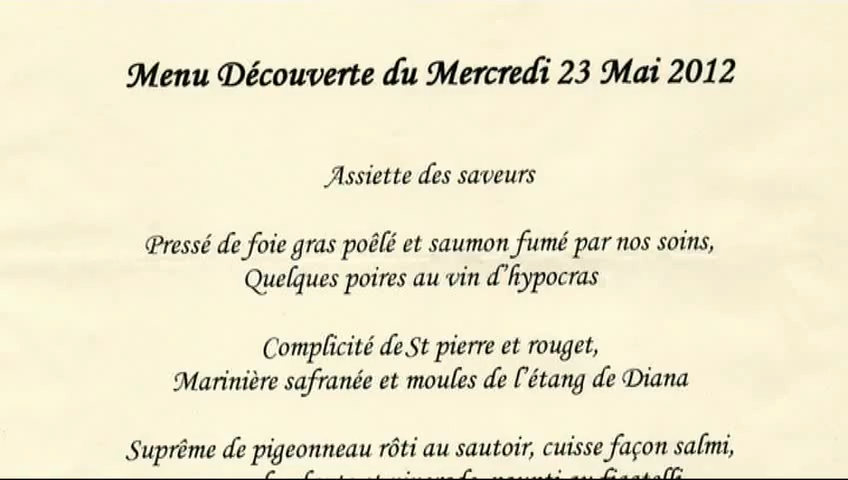 Menu Découverte du Mercredi 23 Mai 2012
Assiette des saveurs
Pressé de foie gras poêlé et saumon fumé par nos soins,
Quelques poires au vin d'hypocras
Complicité de St pierre et rouget,
Marinière safranée et moules de l'étang de Diana
Suprême de pigeonneau rôti au sautoir, cuisse façon salmi,